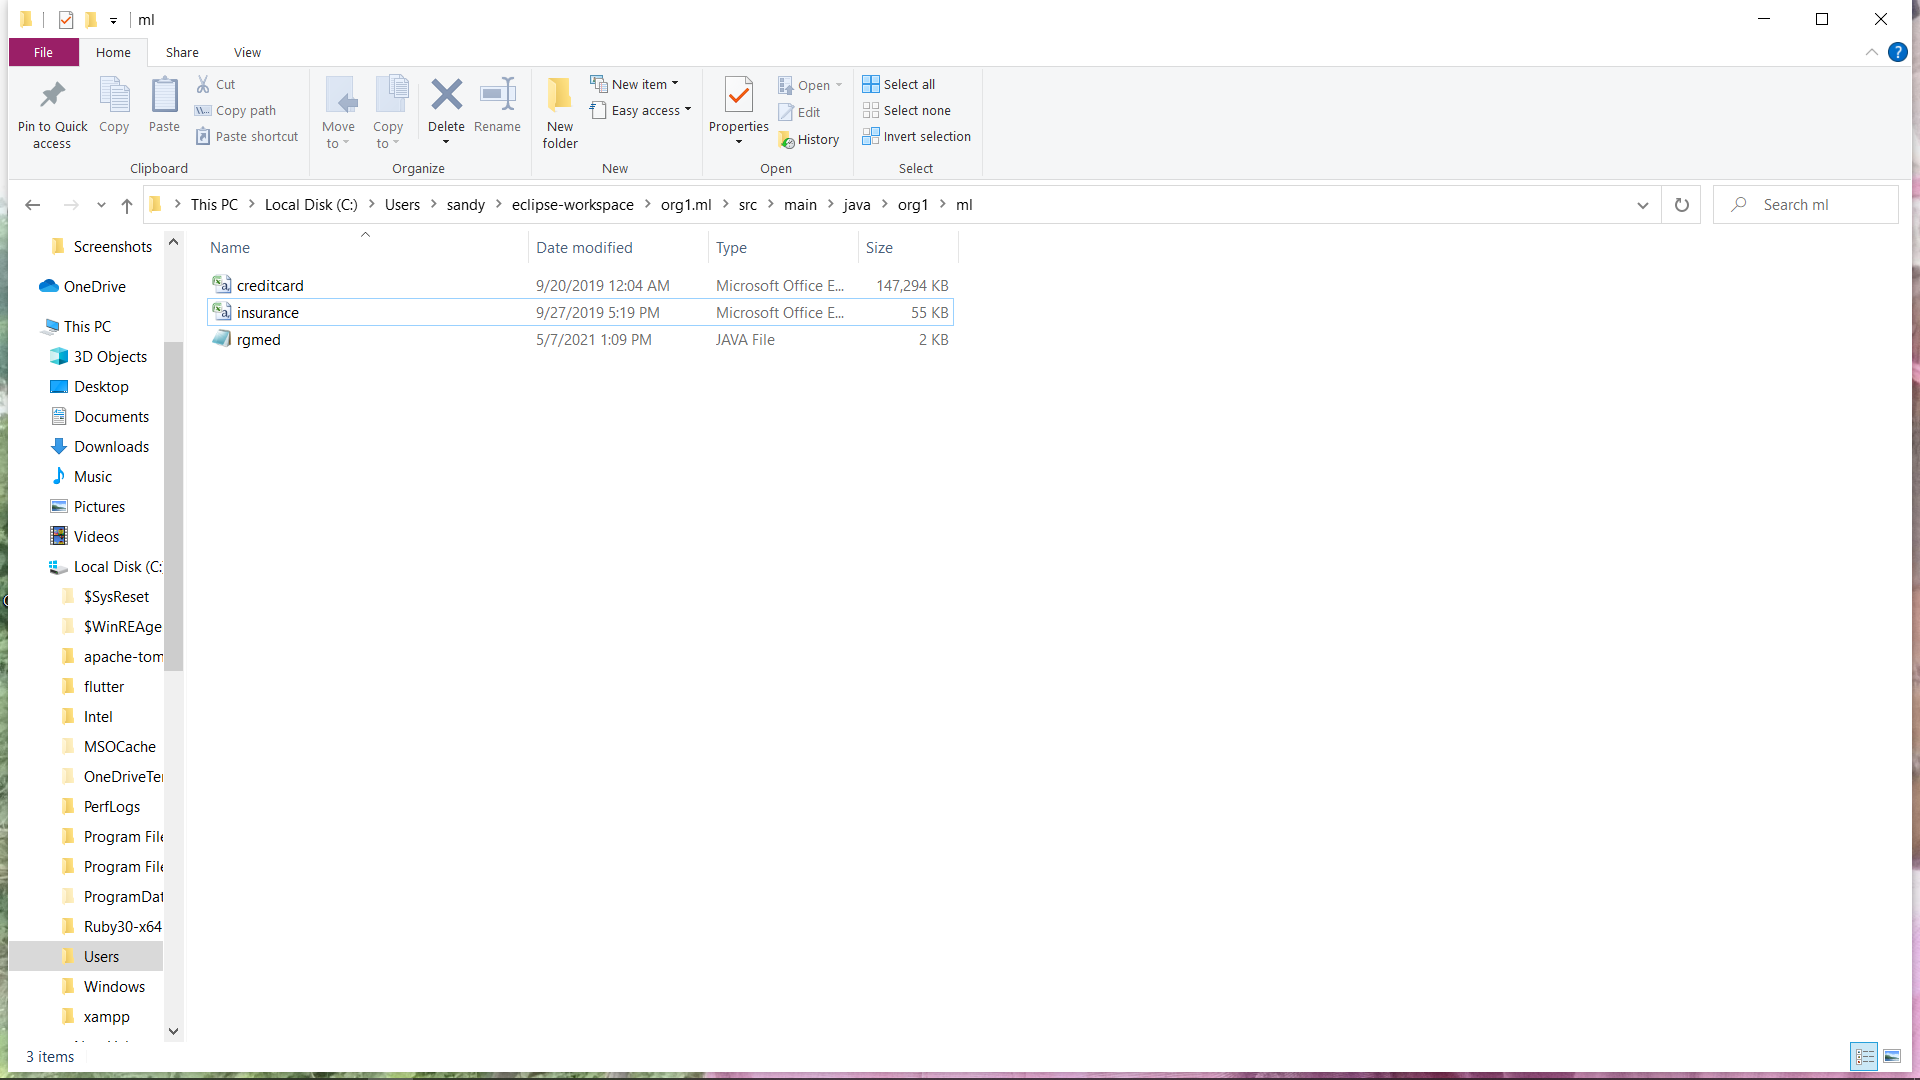 ml
File Home Share View
Pin to Quick access
Copy
Paste
Cut
Copy path
Paste shortcut
Clipboard
Move to
Copy to
Delete
Rename
Organize
New folder
New item
Easy access
New
Properties
Open
Edit
History
Open
Select all
Select none
Invert selection
Select
This PC > Local Disk (C:) > Users > sandy > eclipse-workspace > org1.ml > src > main > java > org1 > ml
Search ml
Screenshots
OneDrive
This PC
3D Objects
Desktop
Documents
Downloads
Music
Pictures
Videos
Local Disk (C:
$SysReset
$WinREAge
apache-tom
flutter
Intel
MSOCache
OneDriveTe
PerfLogs
Program File
Program File
ProgramDat
Ruby30-x64
Users
Windows
xampp
Name Date modified Type Size
creditcard 9/20/2019 12:04 AM Microsoft Office E... 147,294 KB
insurance 9/27/2019 5:19 PM Microsoft Office E... 55 KB
rgmed 5/7/2021 1:09 PM JAVA File 2 KB
3 items